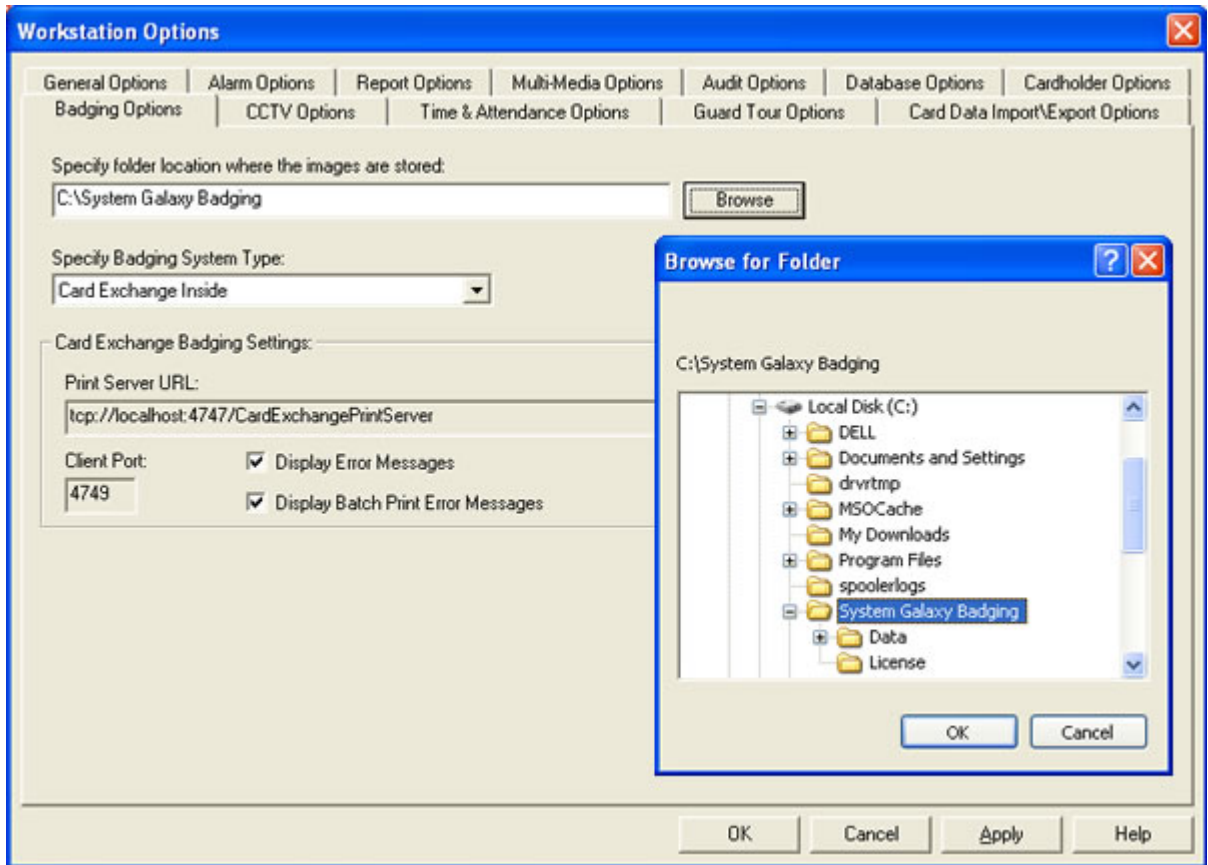 Workstation Options
General Options Alarm Options Report Options Multi-Media Options Audit Options Database Options Cardholder Options
Badging Options CCTV Options Time & Attendance Options Guard Tour Options Card Data Import\Export Options
Specify folder location where the images are stored:
C:\System Galaxy Badging Browse
Specify Badging System Type:
Card Exchange Inside
Card Exchange Badging Settings:
Print Server URL:
tcp://localhost:4747/CardExchangePrintServer
Client Port:
4749
Display Error Messages
Display Batch Print Error Messages
Browse for Folder
C:\System Galaxy Badging
Local Disk (C:)
DELL
Documents and Settings
drvrtmp
MSOCache
My Downloads
Program Files
spoolerlogs
System Galaxy Badging
Data
License
OK Cancel
OK Cancel Apply Help